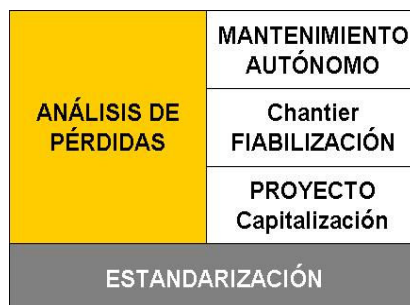 ANÁLISIS DE
PÉRDIDAS
MANTENIMIENTO
AUTÓNOMO
Chantier
FIABILIZACIÓN
PROYECTO
Capitalización
ESTANDARIZACIÓN